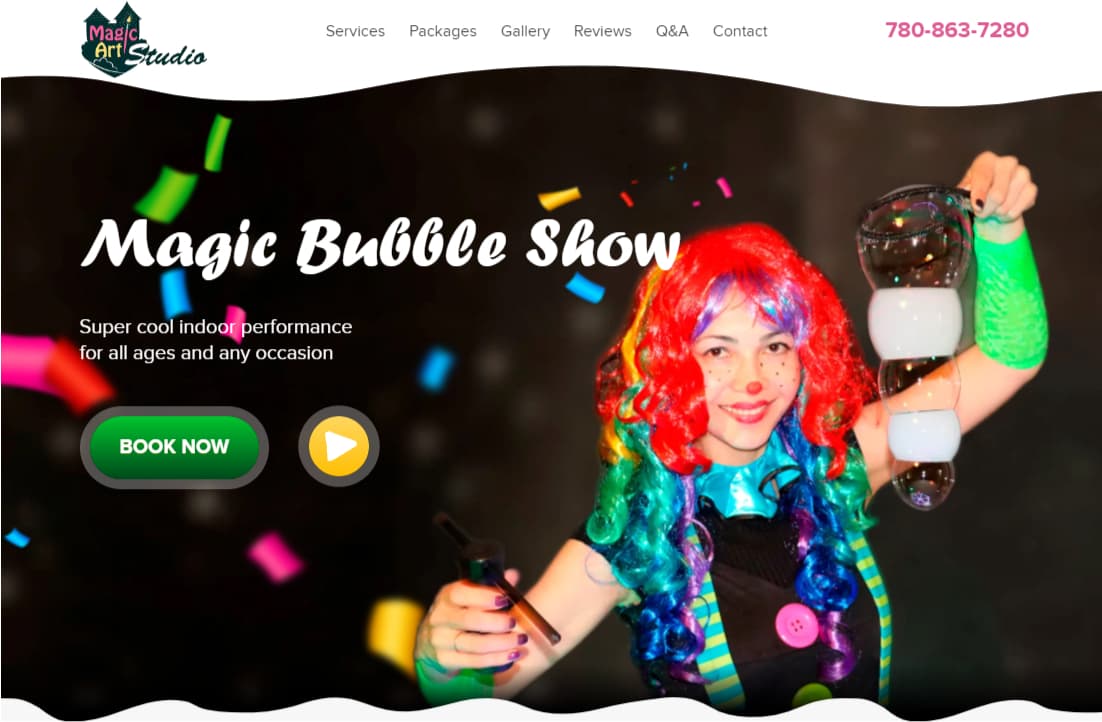 Magic
Art Studio
Services Packages Gallery Reviews Q&A Contact
780-863-7280
Magic Bubble Show
Super cool indoor performance
for all ages and any occasion
BOOK NOW